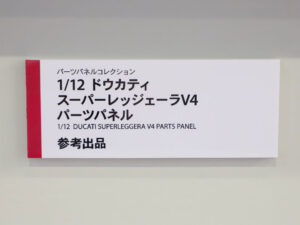 パーツパネルコレクション
1/12 ドゥカティ
スーパーレッジェーラV4
パーツパネル
1/12 DUCATI SUPERLEGGERA V4 PARTS PANEL
参考出品